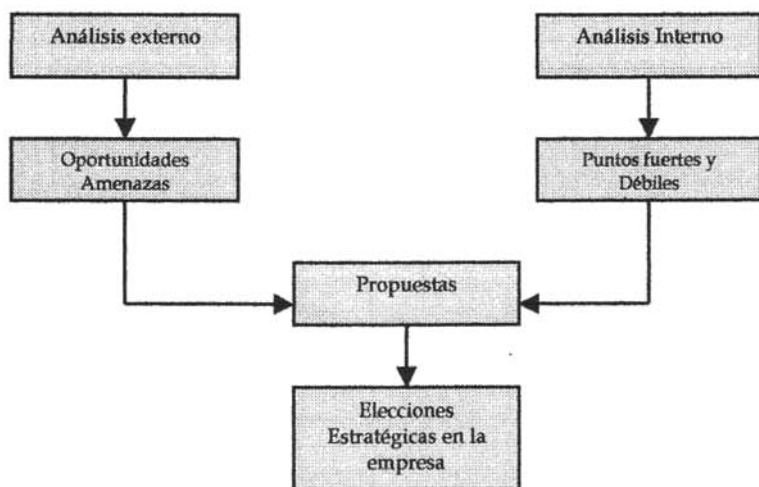 Análisis externo
Análisis Interno
Oportunidades
Amenazas
Puntos fuertes y
Débiles
Propuestas
Elecciones
Estratégicas en la
empresa